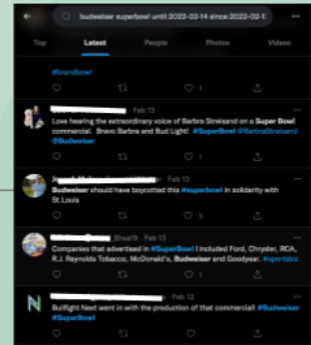 budweiser superbowl until:2022-02-14 since:2022-02-1
Top Latest People Photos Videos
#brandbowl
1
Feb 13
Love hearing the extraordinary voice of Barbra Streisand on a Super Bowl
commercial. Bravo Barbra and Bud Light! #SuperBowl @BarbraStreisand
@Budweiser
1
Feb 13
Budweiser should have boycotted this #superbowl in solidarity with
St.Louis
3
Feb 13
Companies that advertised in #SuperBowl I included Ford, Chrysler, RCA,
R.J. Reynolds Tobacco, McDonald's, Budweiser and Goodyear. #sportsbiz
1
Feb 13
Bullfight Next went in with the production of that commercial! #Budweiser
#SuperBowl